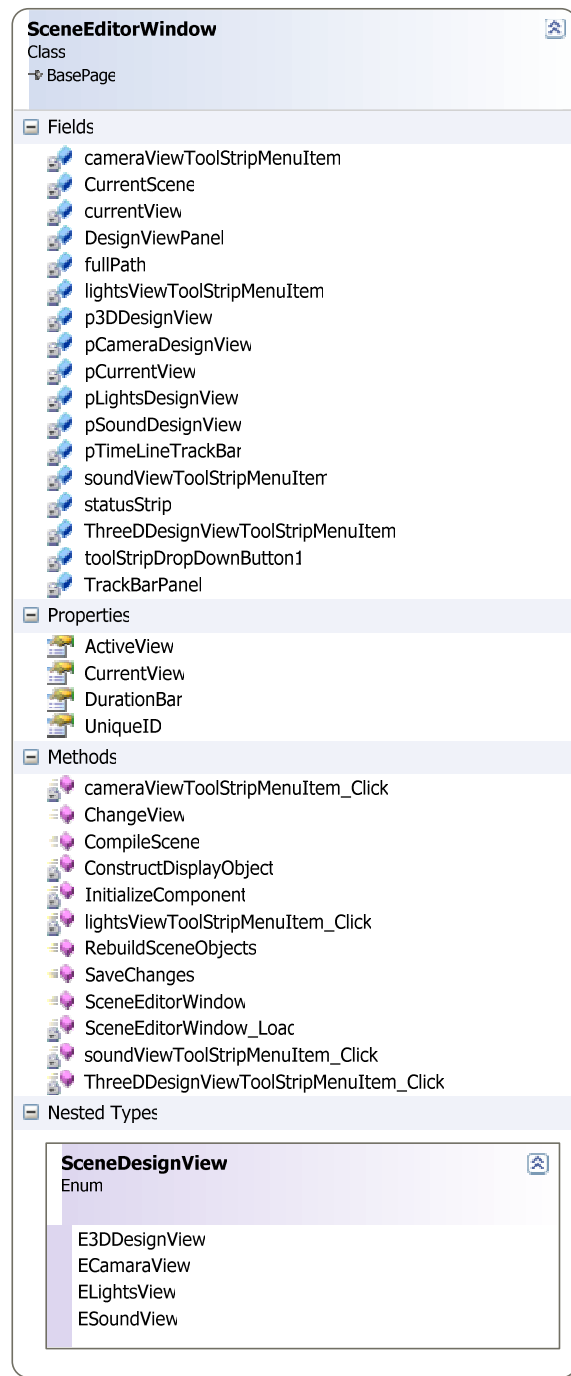 SceneEditorWindow
Class
BasePage
Fields
cameraViewToolStripMenuItem
CurrentScene
currentView
DesignViewPanel
fullPath
lightsViewToolStripMenuItem
p3DDesignView
pCameraDesignView
pCurrentView
pLightsDesignView
pSoundDesignView
pTimeLineTrackBar
soundViewToolStripMenuItem
statusStrip
ThreeDDesignViewToolStripMenuItem
toolStripDropDownButton1
TrackBarPanel
Properties
ActiveView
CurrentView
DurationBar
UniqueID
Methods
cameraViewToolStripMenuItem_Click
ChangeView
CompileScene
ConstructDisplayObject
InitializeComponent
lightsViewToolStripMenuItem_Click
RebuildSceneObjects
SaveChanges
SceneEditorWindow
SceneEditorWindow_Load
soundViewToolStripMenuItem_Click
ThreeDDesignViewToolStripMenuItem_Click
Nested Types
SceneDesignView
Enum
E3DDesignView
ECamaraView
ELightsView
ESoundView